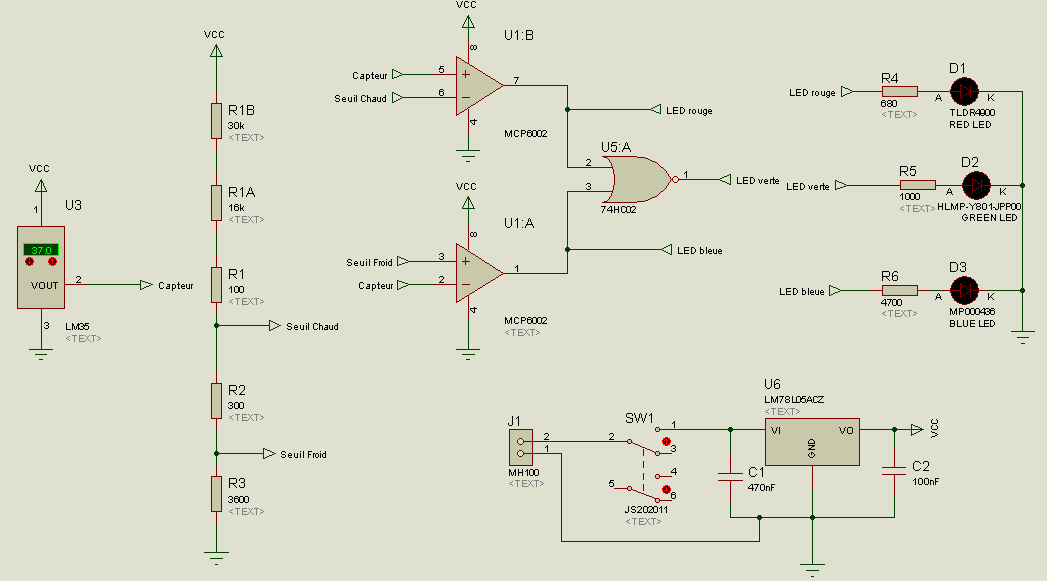 VCC
1
U3
37.0
VOUT
2
Capteur
3
LM35
<TEXT>
VCC
R1B
30k
<TEXT>
R1A
16k
<TEXT>
R1
100
<TEXT>
Seuil Chaud
R2
300
<TEXT>
Seuil Froid
R3
3600
<TEXT>
VCC
U1:B
8
Capteur
5
+
7
Seuil Chaud
6
−
4
MCP6002
LED rouge
U5:A
2
3
1
LED verte
74HC02
VCC
U1:A
8
Seuil Froid
3
+
1
Capteur
2
−
4
MCP6002
<TEXT>
LED bleue
LED rouge
R4
680
<TEXT>
D1
A
K
TLDR4900
RED LED
LED verte
R5
1000
<TEXT>
D2
A
K
HLMP-Y801-JPP00
GREEN LED
LED bleue
R6
4700
<TEXT>
D3
A
K
MP000436
BLUE LED
J1
2
1
MH100
<TEXT>
SW1
2
1
3
4
5
6
JS202011
<TEXT>
C1
470nF
U6
LM78L05ACZ
<TEXT>
VI
VO
GND
VCC
C2
100nF